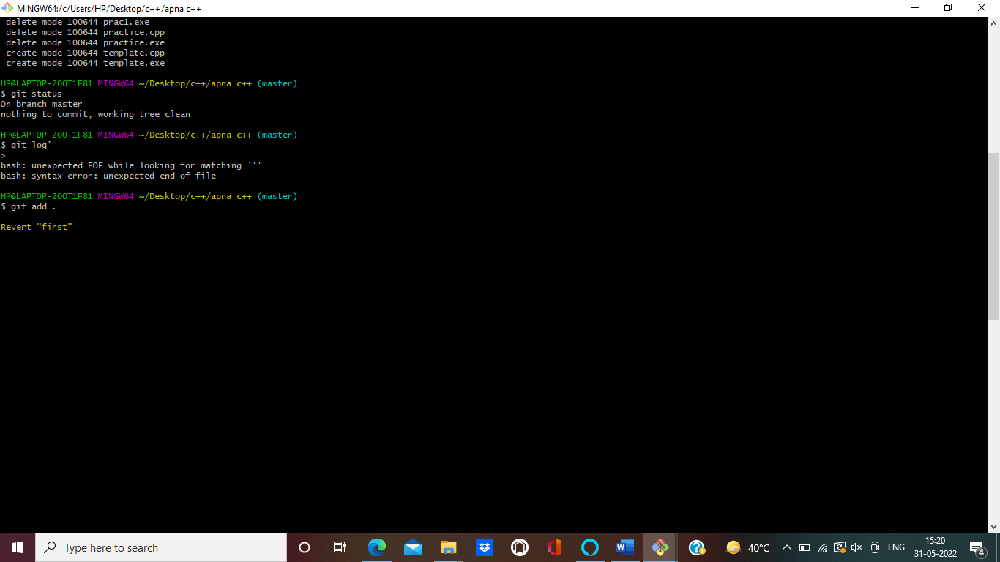 MINGW64:/c/Users/HP/Desktop/c++/apna c++
delete mode 100644 prac1.exe
delete mode 100644 practice.cpp
delete mode 100644 practice.exe
create mode 100644 template.cpp
create mode 100644 template.exe
HP@LAPTOP-2OOT1F81 MINGW64 ~/Desktop/c++/apna c++ (master)
$ git status
On branch master
nothing to commit, working tree clean
HP@LAPTOP-2OOT1F81 MINGW64 ~/Desktop/c++/apna c++ (master)
$ git log'
>
bash: unexpected EOF while looking for matching `''
bash: syntax error: unexpected end of file
HP@LAPTOP-2OOT1F81 MINGW64 ~/Desktop/c++/apna c++ (master)
$ git add .
Revert "first"
Type here to search
40°C
ENG
15:20
31-05-2022
4